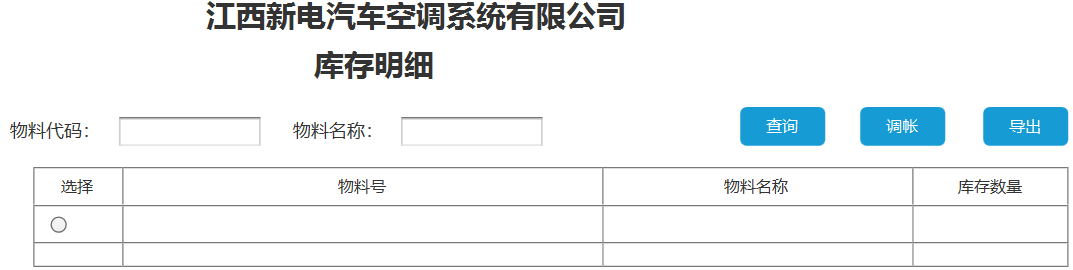 江西新电汽车空调系统有限公司
库存明细
物料代码： 物料名称： 查询 调帐 导出
选择 物料号 物料名称 库存数量